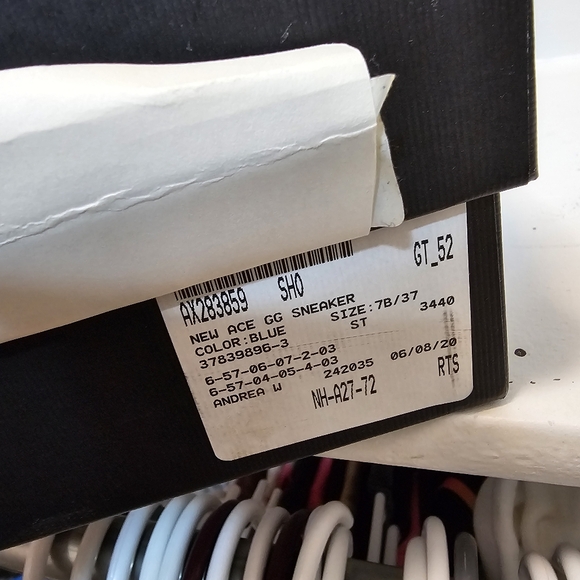 AX283859 SHO GT_52
NEW ACE GG SNEAKER
COLOR:BLUE SIZE:7B/37 3440
37839896-3 ST
6-57-06-07-2-03
6-57-04-05-4-03 242035 06/08/20
ANDREA W NH-A27-72 RTS